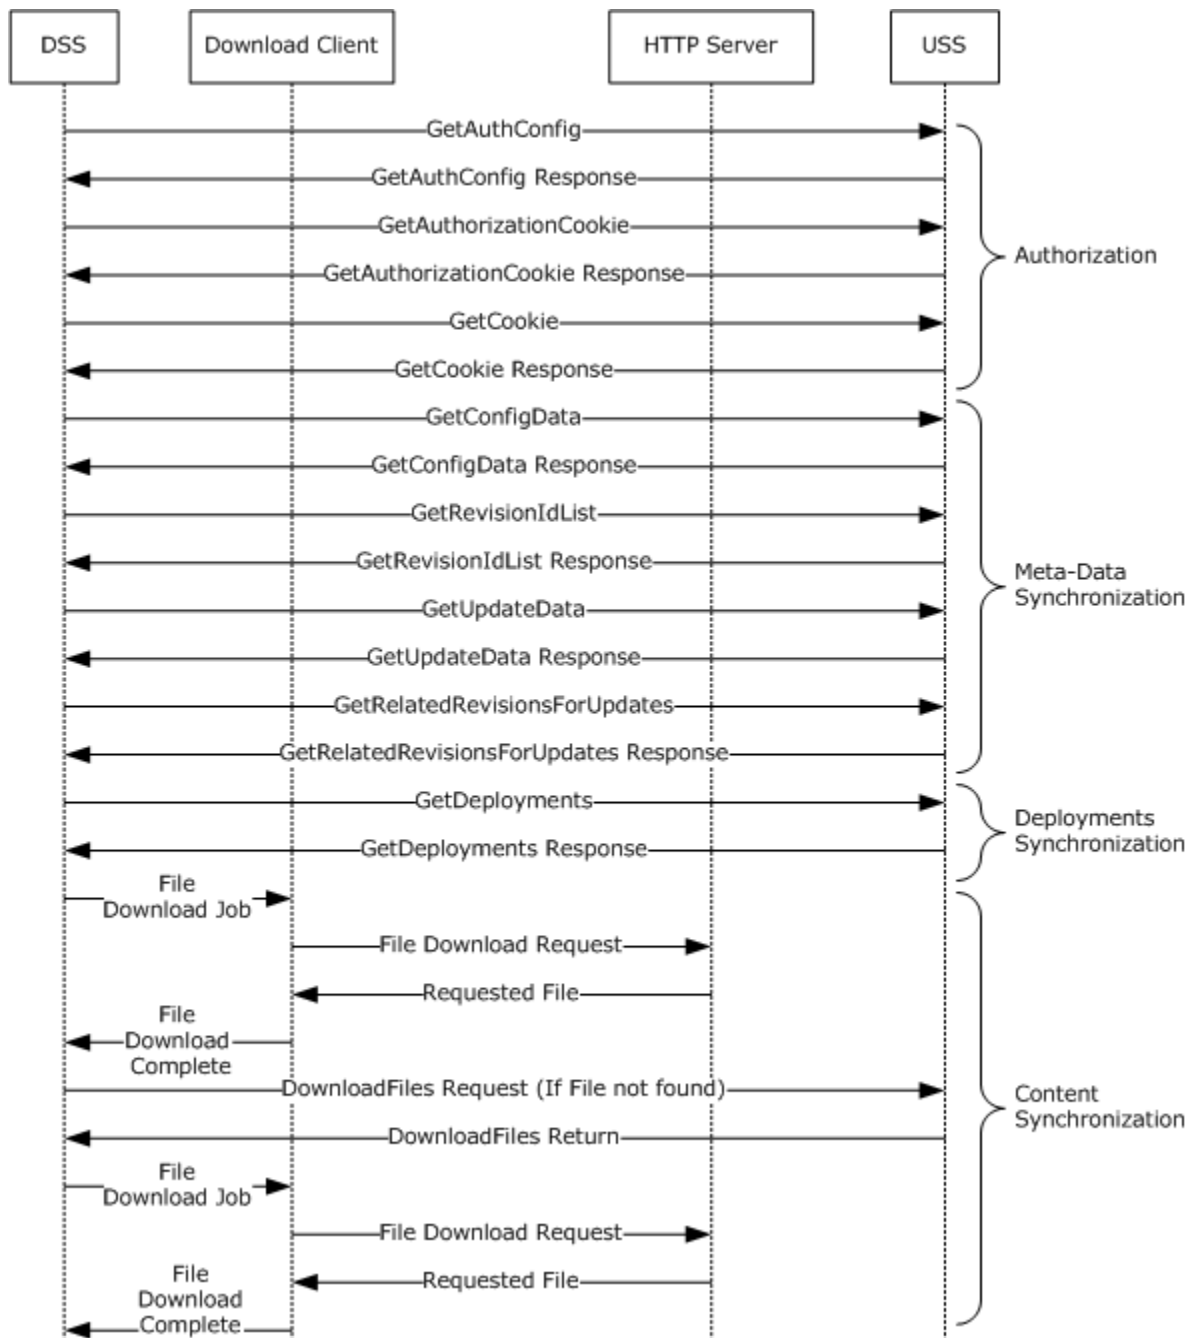 DSS
Download Client
HTTP Server
USS
GetAuthConfig
GetAuthConfig Response
GetAuthorizationCookie
GetAuthorizationCookie Response
GetCookie
GetCookie Response
Authorization
GetConfigData
GetConfigData Response
GetRevisionIdList
GetRevisionIdList Response
GetUpdateData
GetUpdateData Response
GetRelatedRevisionsForUpdates
GetRelatedRevisionsForUpdates Response
Meta-Data
Synchronization
GetDeployments
GetDeployments Response
Deployments
Synchronization
File
Download Job
File Download Request
Requested File
File
Download
Complete
DownloadFiles Request (If File not found)
DownloadFiles Return
File
Download Job
File Download Request
Requested File
File
Download
Complete
Content
Synchronization